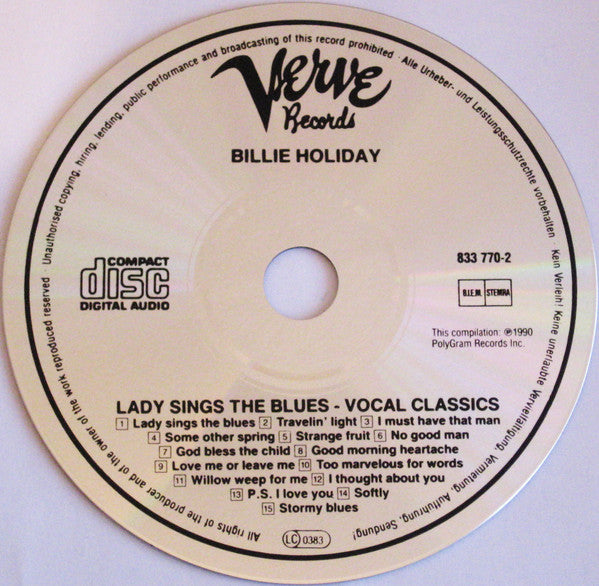 Verve
Records
BILLIE HOLIDAY
COMPACT
disc
DIGITAL AUDIO
833 770-2
B.I.E.M. STEMRA
This compilation: ℗1990
PolyGram Records Inc.
LADY SINGS THE BLUES - VOCAL CLASSICS
1 Lady sings the blues 2 Travelin' light 3 I must have that man
4 Some other spring 5 Strange fruit 6 No good man
7 God bless the child 8 Good morning heartache
9 Love me or leave me 10 Too marvelous for words
11 Willow weep for me 12 I thought about you
13 P.S. I love you 14 Softly
15 Stormy blues
LC 0383
All rights of the producer and of the owner of the work reproduced reserved · Unauthorised copying, hiring, lending, public performance and broadcasting of this record prohibited · Alle Urheber- und Leistungsschutzrechte vorbehalten · Kein Verleih! Keine unerlaubte Vervielfältigung, Vermietung, Aufführung, Sendung!